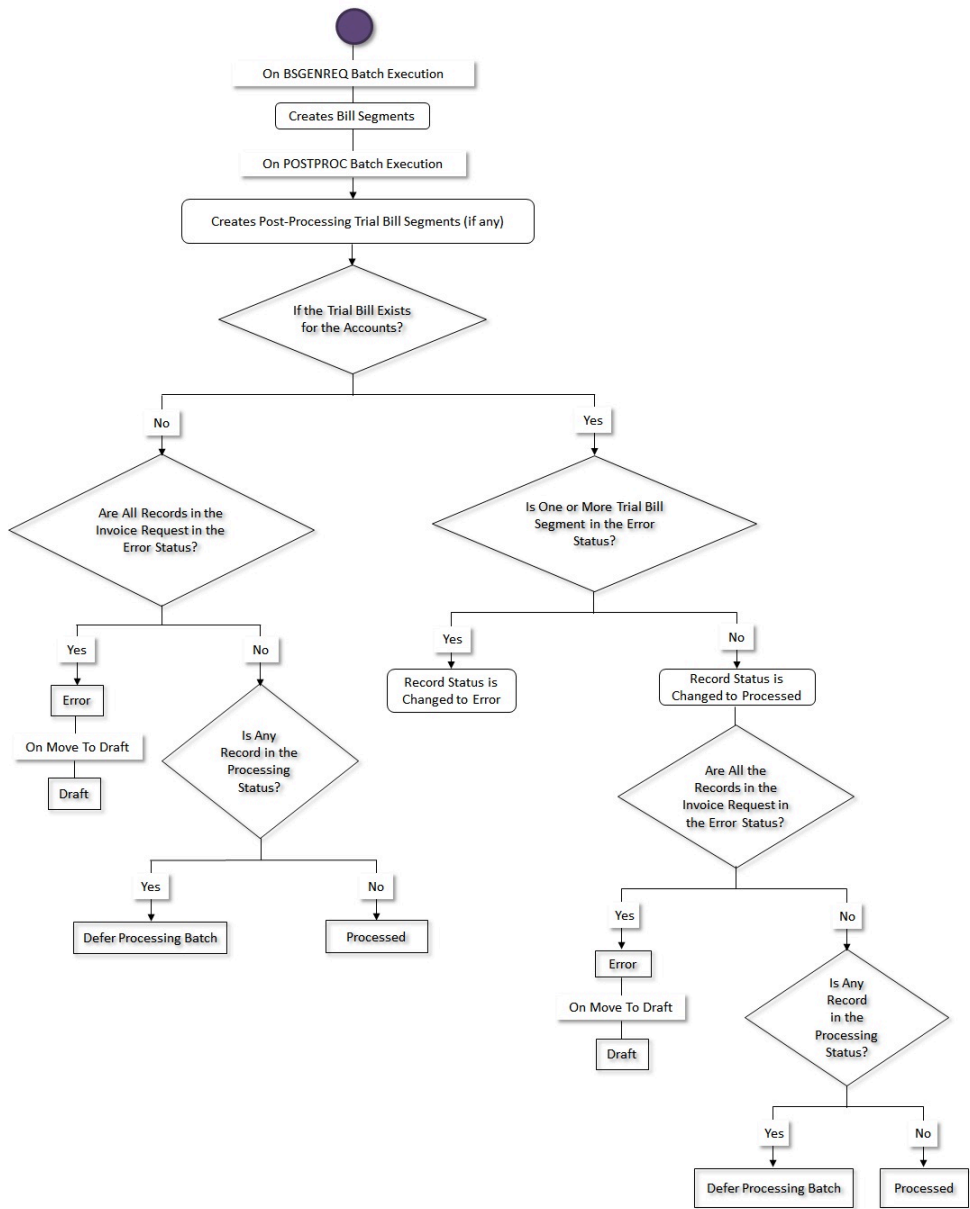 On BSGENREQ Batch Execution
Creates Bill Segments
On POSTPROC Batch Execution
Creates Post-Processing Trial Bill Segments (if any)
If the Trial Bill Exists
for the Accounts?
No
Yes
Are All Records in the
Invoice Request in the
Error Status?
Is One or More Trial Bill
Segment in the Error
Status?
Yes
No
Yes
No
Error
Record Status is
Changed to Error
Record Status is
Changed to Processed
On Move To Draft
Draft
Is Any
Record in the
Processing
Status?
Are All the
Records in the
Invoice Request in
the Error Status?
Yes
No
Defer Processing Batch
Processed
Yes
No
Error
On Move To Draft
Draft
Is Any
Record
in the
Processing
Status?
Yes
No
Defer Processing Batch
Processed